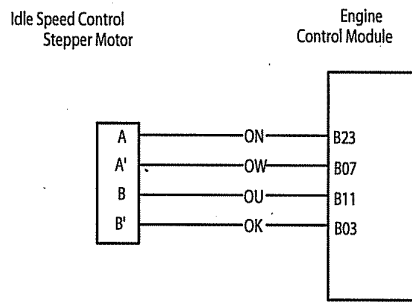 Idle Speed Control
Stepper Motor
Engine
Control Module
A ON B23
A' OW B07
B OU B11
B' OK B03